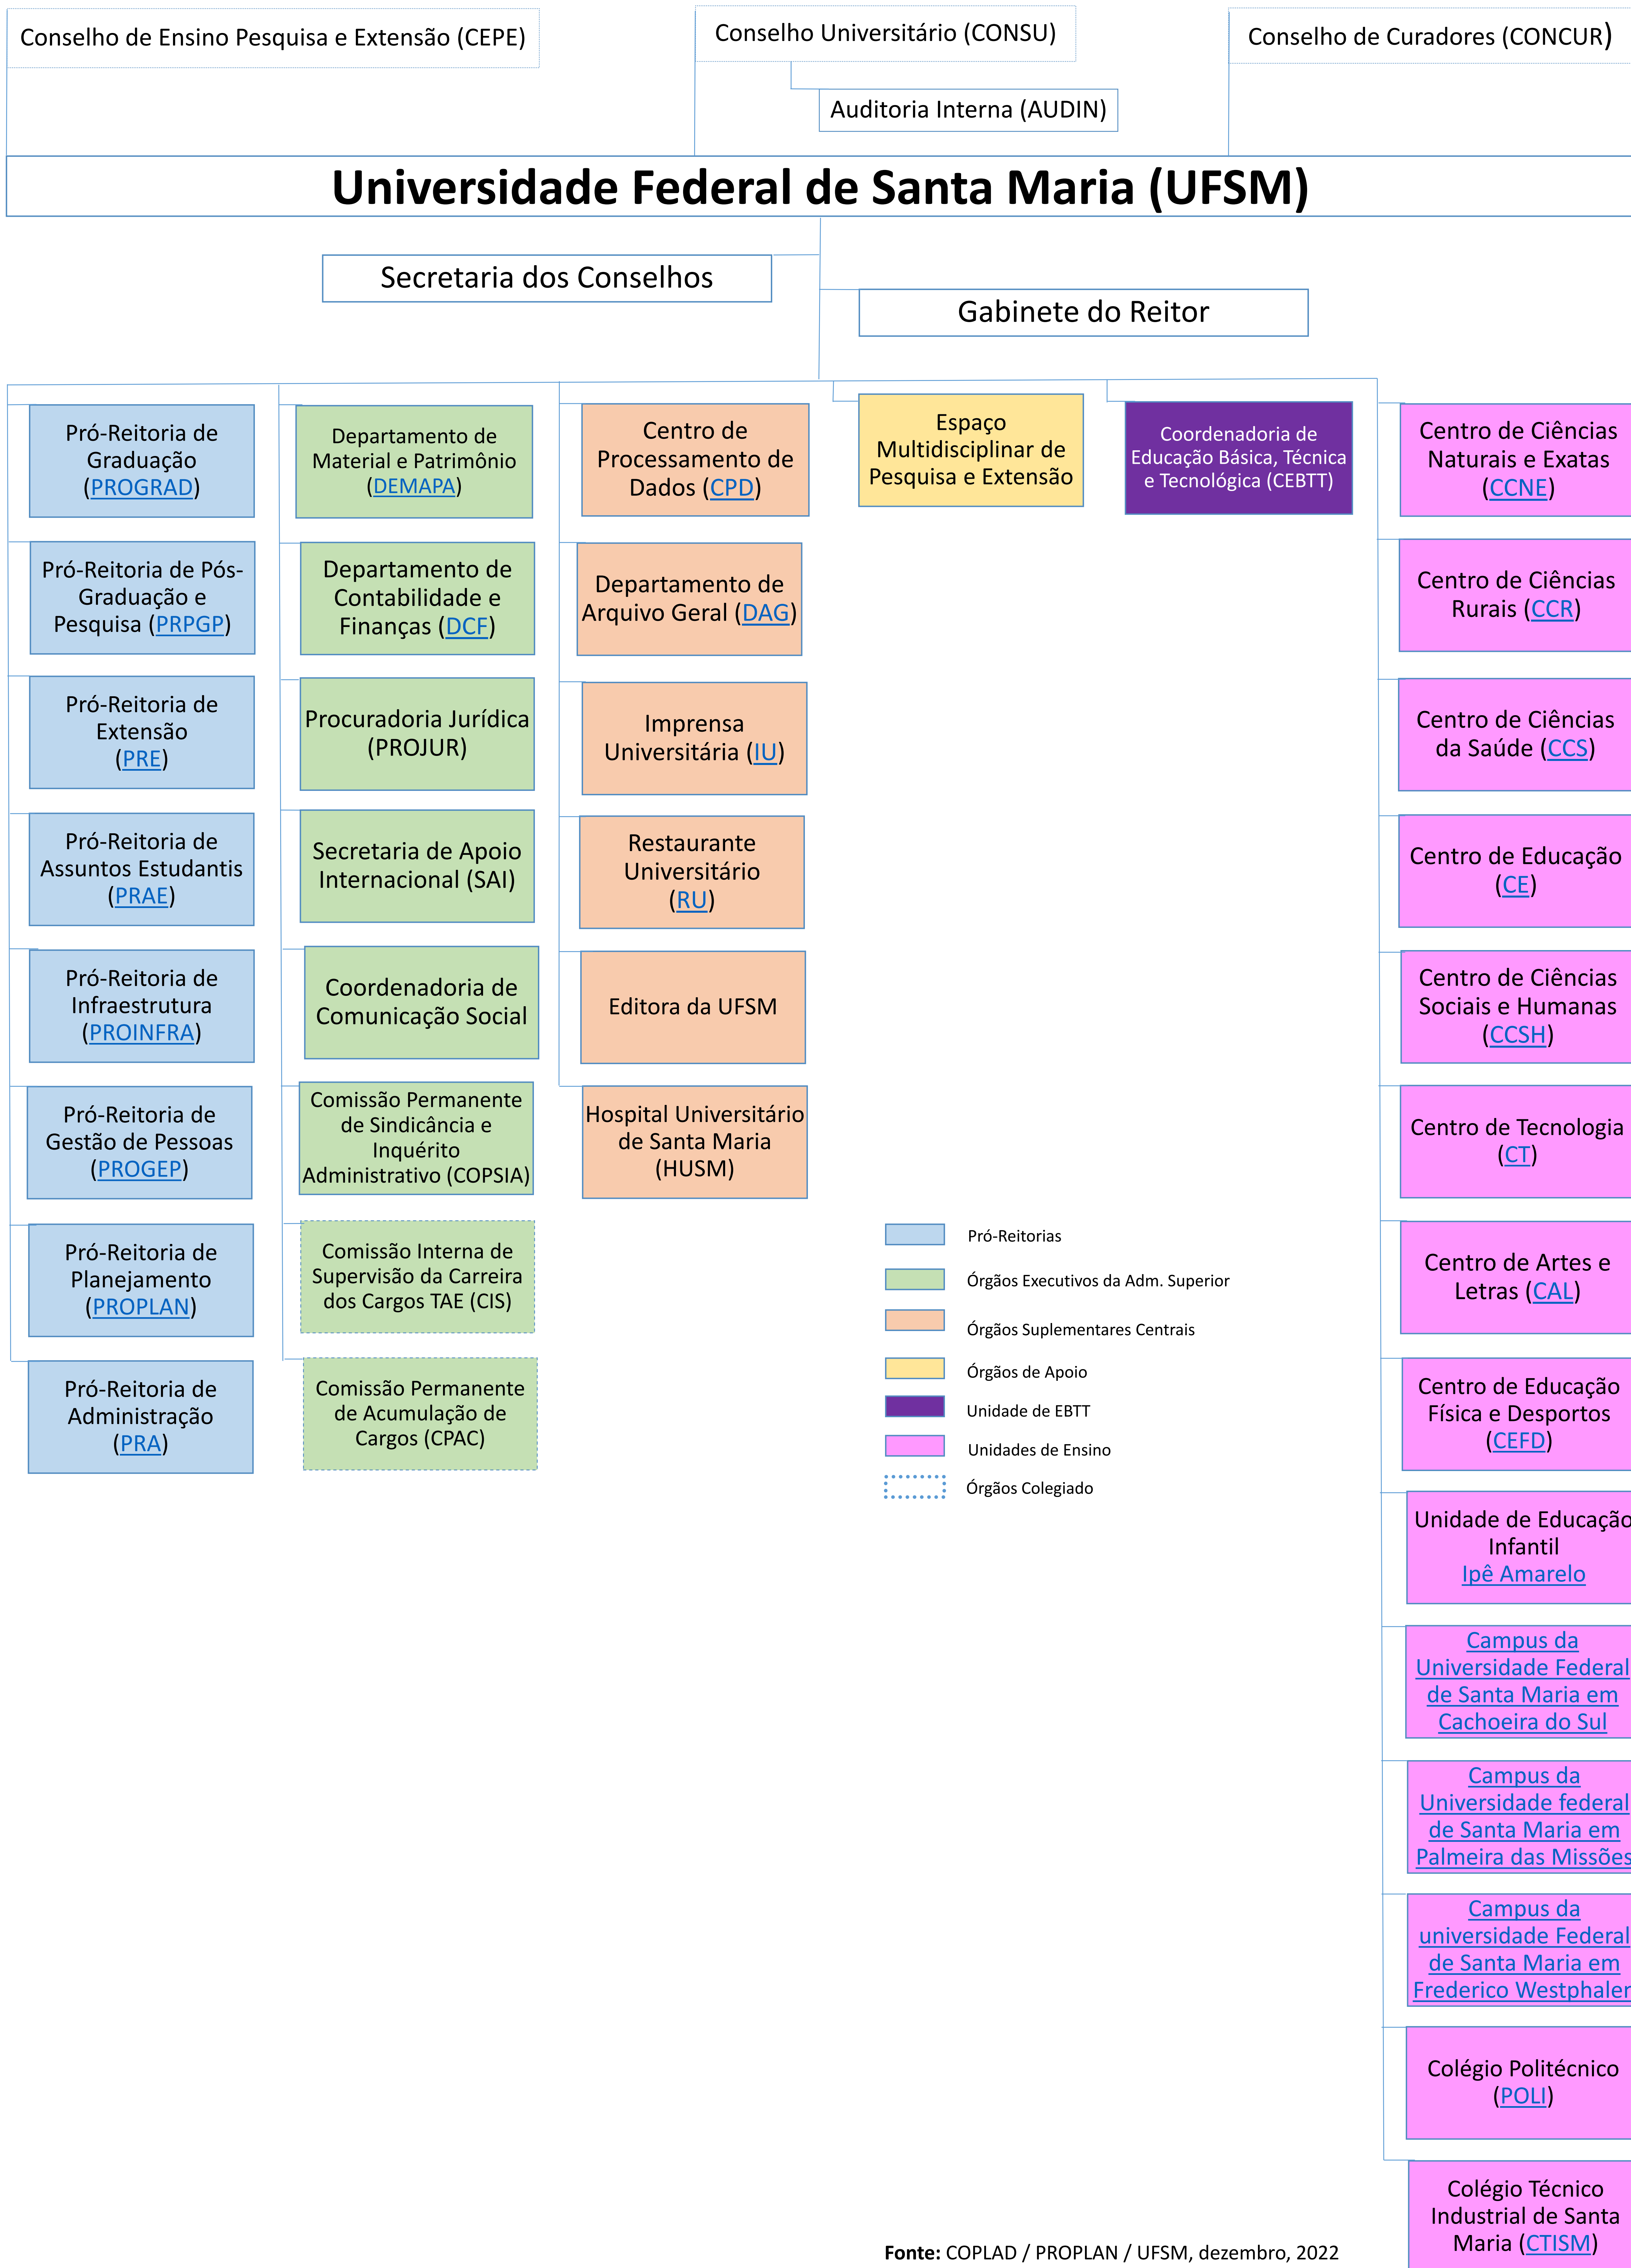 Conselho de Ensino Pesquisa e Extensão (CEPE)
Conselho Universitário (CONSU)
Conselho de Curadores (CONCUR)
Auditoria Interna (AUDIN)
Universidade Federal de Santa Maria (UFSM)
Secretaria dos Conselhos
Gabinete do Reitor
Pró-Reitoria de
Graduação
(PROGRAD)
Pró-Reitoria de Pós-
Graduação e
Pesquisa (PRPGP)
Pró-Reitoria de
Extensão
(PRE)
Pró-Reitoria de
Assuntos Estudantis
(PRAE)
Pró-Reitoria de
Infraestrutura
(PROINFRA)
Pró-Reitoria de
Gestão de Pessoas
(PROGEP)
Pró-Reitoria de
Planejamento
(PROPLAN)
Pró-Reitoria de
Administração
(PRA)
Departamento de
Material e Patrimônio
(DEMAPA)
Departamento de
Contabilidade e
Finanças (DCF)
Procuradoria Jurídica
(PROJUR)
Secretaria de Apoio
Internacional (SAI)
Coordenadoria de
Comunicação Social
Comissão Permanente
de Sindicância e
Inquérito
Administrativo (COPSIA)
Comissão Interna de
Supervisão da Carreira
dos Cargos TAE (CIS)
Comissão Permanente
de Acumulação de
Cargos (CPAC)
Centro de
Processamento de
Dados (CPD)
Departamento de
Arquivo Geral (DAG)
Imprensa
Universitária (IU)
Restaurante
Universitário
(RU)
Editora da UFSM
Hospital Universitário
de Santa Maria
(HUSM)
Espaço
Multidisciplinar de
Pesquisa e Extensão
Coordenadoria de
Educação Básica, Técnica
e Tecnológica (CEBTT)
Centro de Ciências
Naturais e Exatas
(CCNE)
Centro de Ciências
Rurais (CCR)
Centro de Ciências
da Saúde (CCS)
Centro de Educação
(CE)
Centro de Ciências
Sociais e Humanas
(CCSH)
Centro de Tecnologia
(CT)
Centro de Artes e
Letras (CAL)
Centro de Educação
Física e Desportos
(CEFD)
Unidade de Educação
Infantil
Ipê Amarelo
Campus da
Universidade Federal
de Santa Maria em
Cachoeira do Sul
Campus da
Universidade federal
de Santa Maria em
Palmeira das Missões
Campus da
universidade Federal
de Santa Maria em
Frederico Westphalen
Colégio Politécnico
(POLI)
Colégio Técnico
Industrial de Santa
Maria (CTISM)
Pró-Reitorias
Órgãos Executivos da Adm. Superior
Órgãos Suplementares Centrais
Órgãos de Apoio
Unidade de EBTT
Unidades de Ensino
Órgãos Colegiado
Fonte: COPLAD / PROPLAN / UFSM, dezembro, 2022